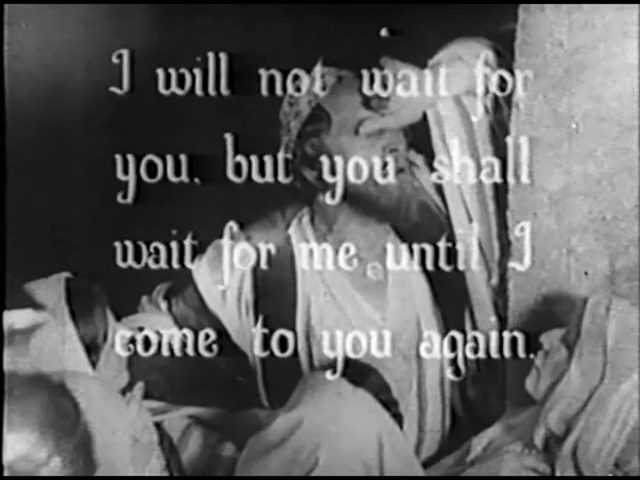 I will not wait for
you. but you shall
wait for me until I
come to you again.